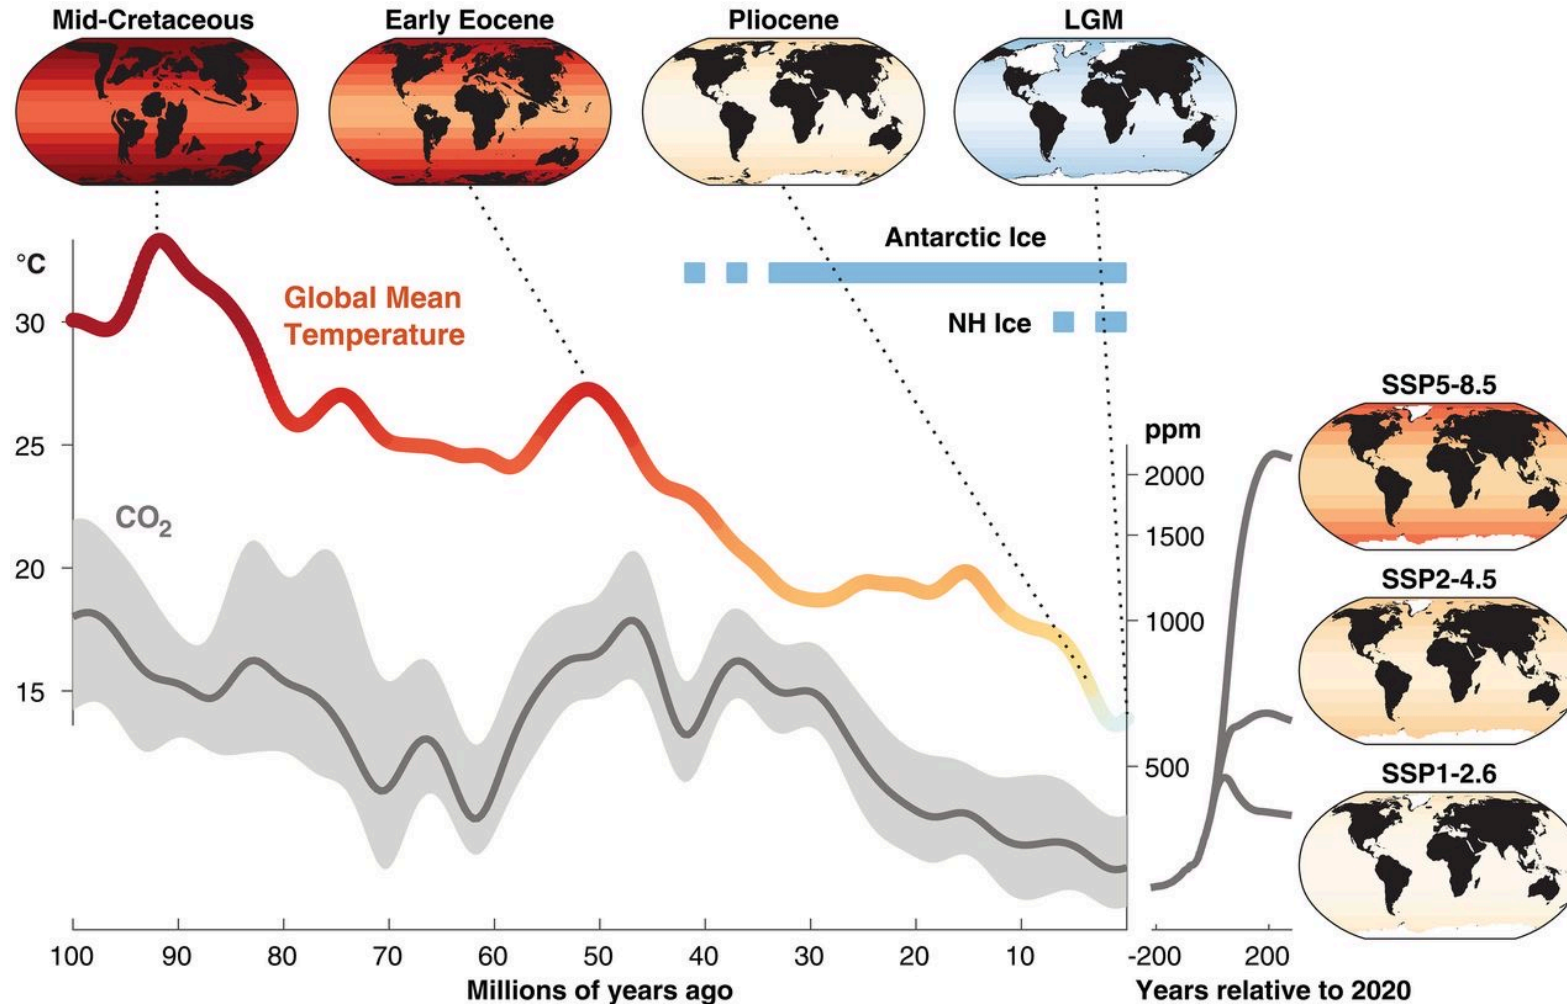 Mid-Cretaceous
Early Eocene
Pliocene
LGM
°C
30
25
20
15
Global Mean
Temperature
CO2
Antarctic Ice
NH Ice
ppm
2000
1500
1000
500
SSP5-8.5
SSP2-4.5
SSP1-2.6
100 90 80 70 60 50 40 30 20 10
Millions of years ago
-200 200
Years relative to 2020